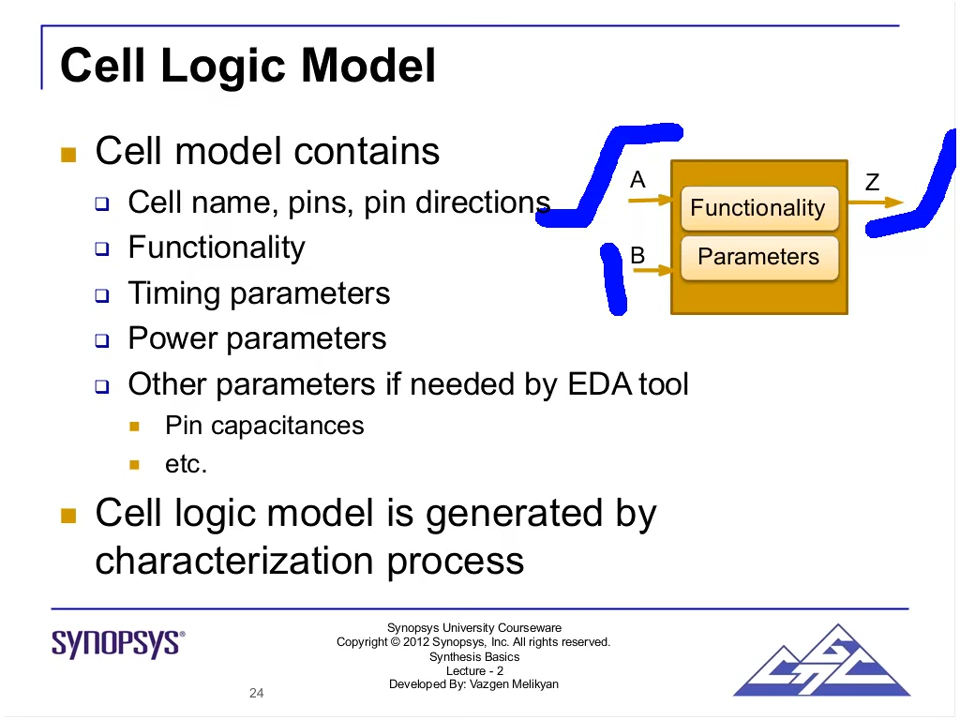 Cell Logic Model
Cell model contains
Cell name, pins, pin directions
Functionality
Timing parameters
Power parameters
Other parameters if needed by EDA tool
Pin capacitances
etc.
Cell logic model is generated by
characterization process
A
B
Functionality
Parameters
Z
SYNOPSYS®
Synopsys University Courseware
Copyright © 2012 Synopsys, Inc. All rights reserved.
Synthesis Basics
Lecture - 2
Developed By: Vazgen Melikyan
24